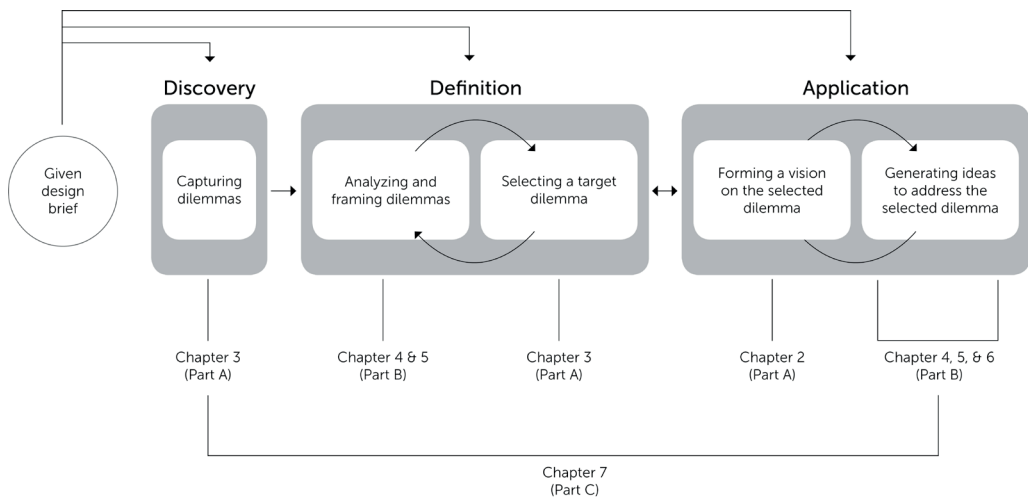 Discovery
Definition
Application
Given
design
brief
Capturing
dilemmas
Analyzing and
framing dilemmas
Selecting a target
dilemma
Forming a vision
on the selected
dilemma
Generating ideas
to address the
selected dilemma
Chapter 3
(Part A)
Chapter 4 & 5
(Part B)
Chapter 3
(Part A)
Chapter 2
(Part A)
Chapter 4, 5, & 6
(Part B)
Chapter 7
(Part C)